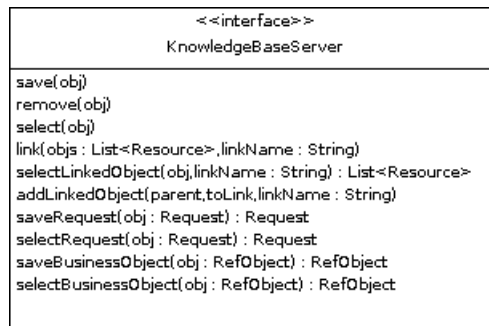 <<interface>>
KnowledgeBaseServer
save(obj)
remove(obj)
select(obj)
link(objs : List<Resource>,linkName : String)
selectLinkedObject(obj,linkName : String) : List<Resource>
addLinkedObject(parent,toLink,linkName : String)
saveRequest(obj : Request) : Request
selectRequest(obj : Request) : Request
saveBusinessObject(obj : RefObject) : RefObject
selectBusinessObject(obj : RefObject) : RefObject